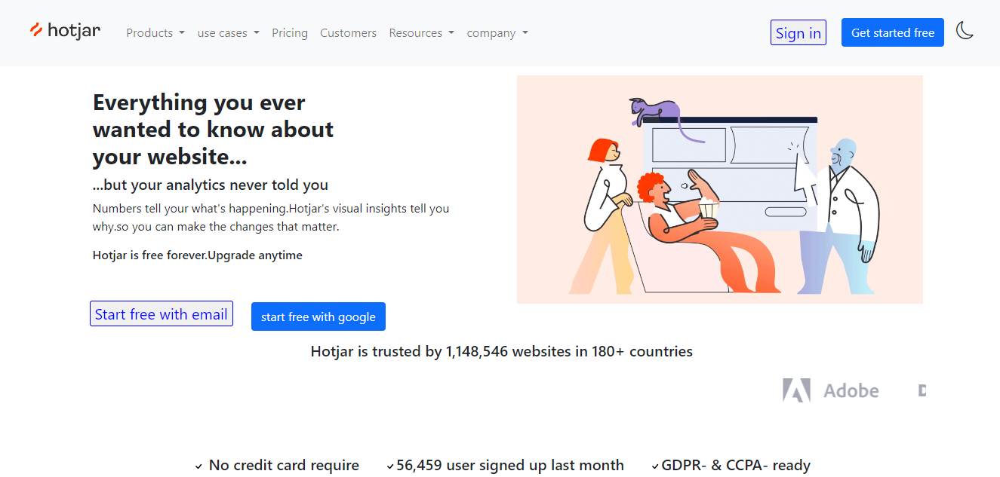 hotjar Products use cases Pricing Customers Resources company Sign in Get started free
Everything you ever
wanted to know about
your website...
...but your analytics never told you
Numbers tell your what's happening.Hotjar's visual insights tell you
why.so you can make the changes that matter.
Hotjar is free forever.Upgrade anytime
Start free with email start free with google
Hotjar is trusted by 1,148,546 websites in 180+ countries
Adobe
No credit card require 56,459 user signed up last month GDPR- & CCPA- ready